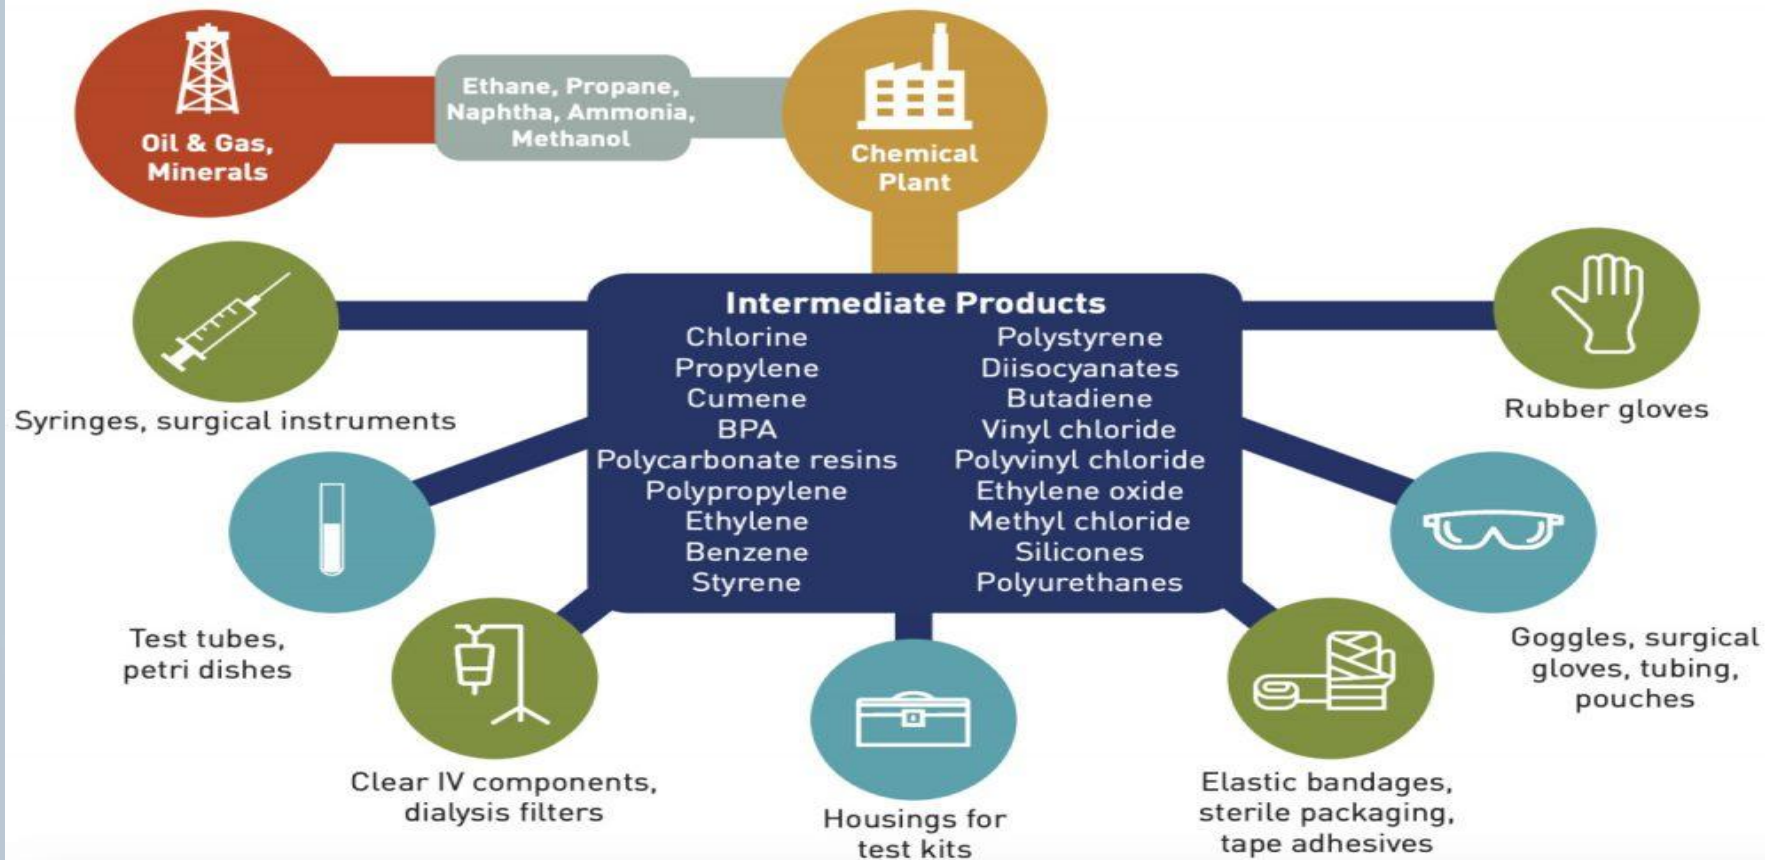 Oil & Gas,
Minerals
Ethane, Propane,
Naphtha, Ammonia,
Methanol
Chemical
Plant
Intermediate Products
Chlorine
Propylene
Cumene
BPA
Polycarbonate resins
Polypropylene
Ethylene
Benzene
Styrene
Polystyrene
Diisocyanates
Butadiene
Vinyl chloride
Polyvinyl chloride
Ethylene oxide
Methyl chloride
Silicones
Polyurethanes
Syringes, surgical instruments
Test tubes,
petri dishes
Clear IV components,
dialysis filters
Housings for
test kits
Elastic bandages,
sterile packaging,
tape adhesives
Goggles, surgical
gloves, tubing,
pouches
Rubber gloves